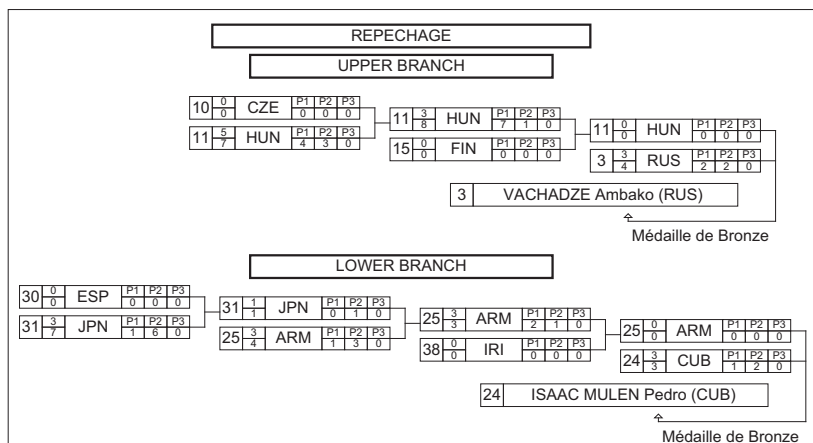 REPECHAGE
UPPER BRANCH
10 0 0 CZE P1 P2 P3 0 0 0
11 5 7 HUN P1 P2 P3 4 3 0
11 3 8 HUN P1 P2 P3 7 1 0
15 0 0 FIN P1 P2 P3 0 0 0
11 0 0 HUN P1 P2 P3 0 0 0
3 3 4 RUS P1 P2 P3 2 2 0
3 VACHADZE Ambako (RUS)
Médaille de Bronze
LOWER BRANCH
30 0 0 ESP P1 P2 P3 0 0 0
31 3 7 JPN P1 P2 P3 1 6 0
31 1 1 JPN P1 P2 P3 0 1 0
25 3 4 ARM P1 P2 P3 1 3 0
25 3 3 ARM P1 P2 P3 2 1 0
38 0 0 IRI P1 P2 P3 0 0 0
25 0 0 ARM P1 P2 P3 0 0 0
24 3 3 CUB P1 P2 P3 1 2 0
24 ISAAC MULEN Pedro (CUB)
Médaille de Bronze